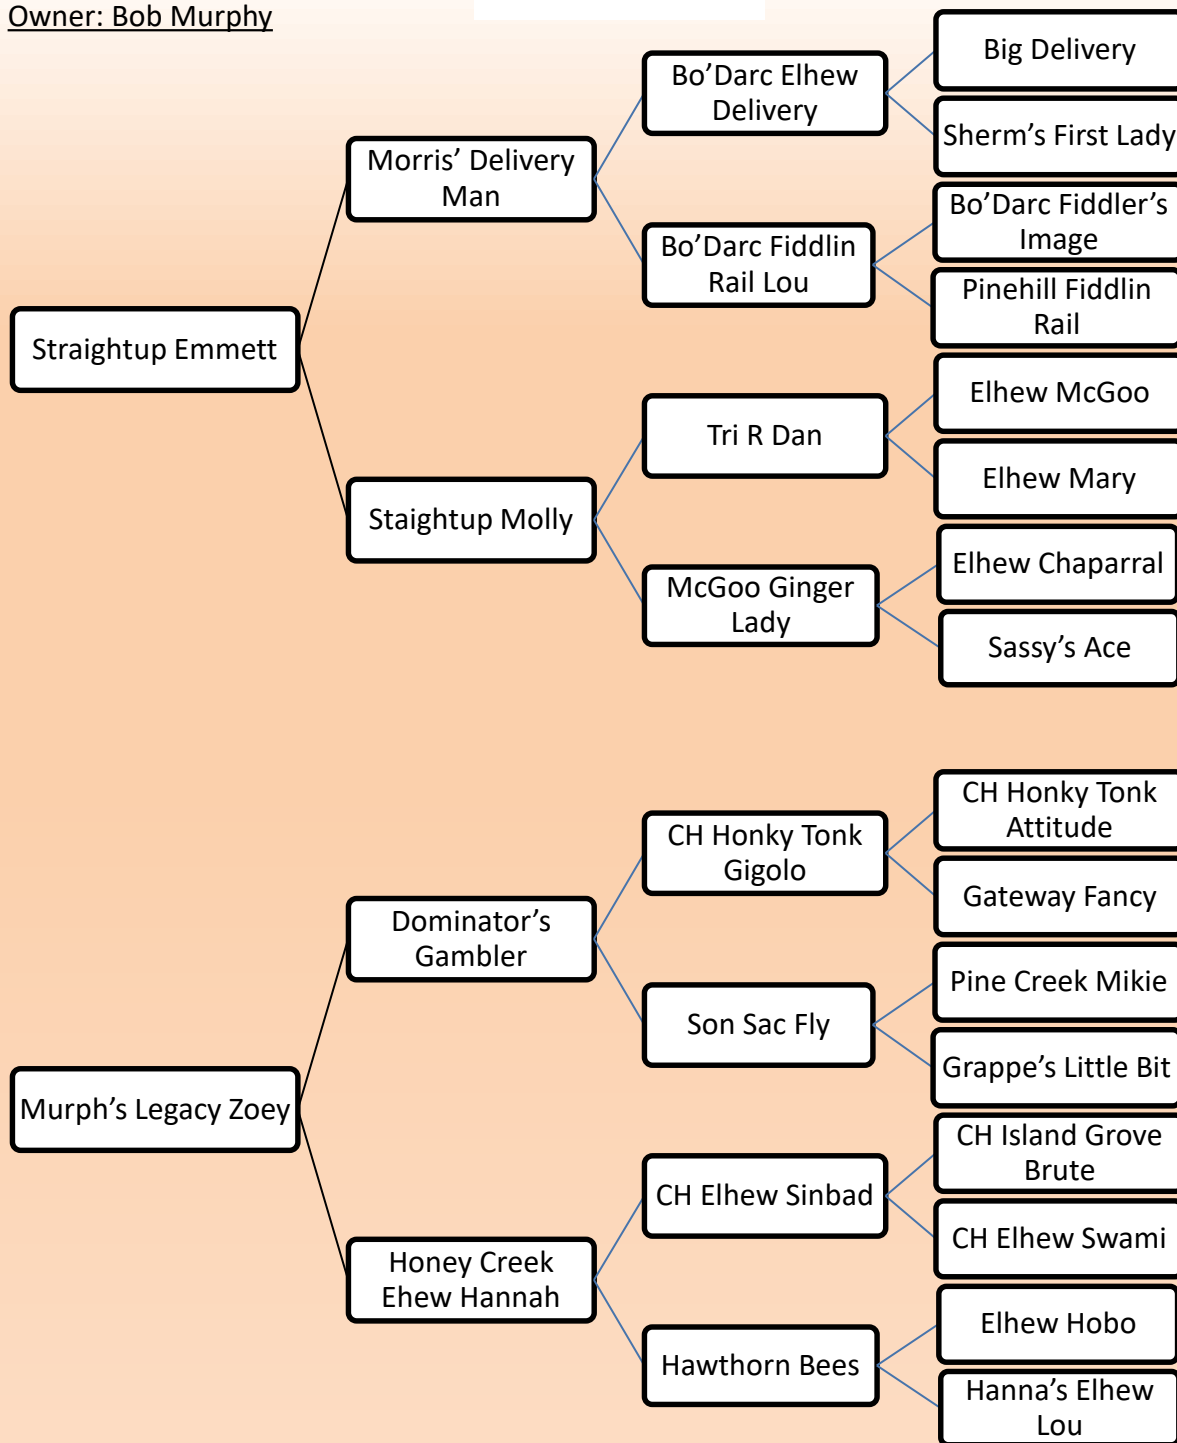 Owner: Bob Murphy
Straightup Emmett
Morris’ Delivery
Man
Bo’Darc Elhew
Delivery
Big Delivery
Sherm’s First Lady
Bo’Darc Fiddlin
Rail Lou
Bo’Darc Fiddler’s
Image
Pinehill Fiddlin
Rail
Staightup Molly
Tri R Dan
Elhew McGoo
Elhew Mary
McGoo Ginger
Lady
Elhew Chaparral
Sassy’s Ace
Murph’s Legacy Zoey
Dominator’s
Gambler
CH Honky Tonk
Gigolo
CH Honky Tonk
Attitude
Gateway Fancy
Son Sac Fly
Pine Creek Mikie
Grappe’s Little Bit
Honey Creek
Ehew Hannah
CH Elhew Sinbad
CH Island Grove
Brute
CH Elhew Swami
Hawthorn Bees
Elhew Hobo
Hanna’s Elhew
Lou